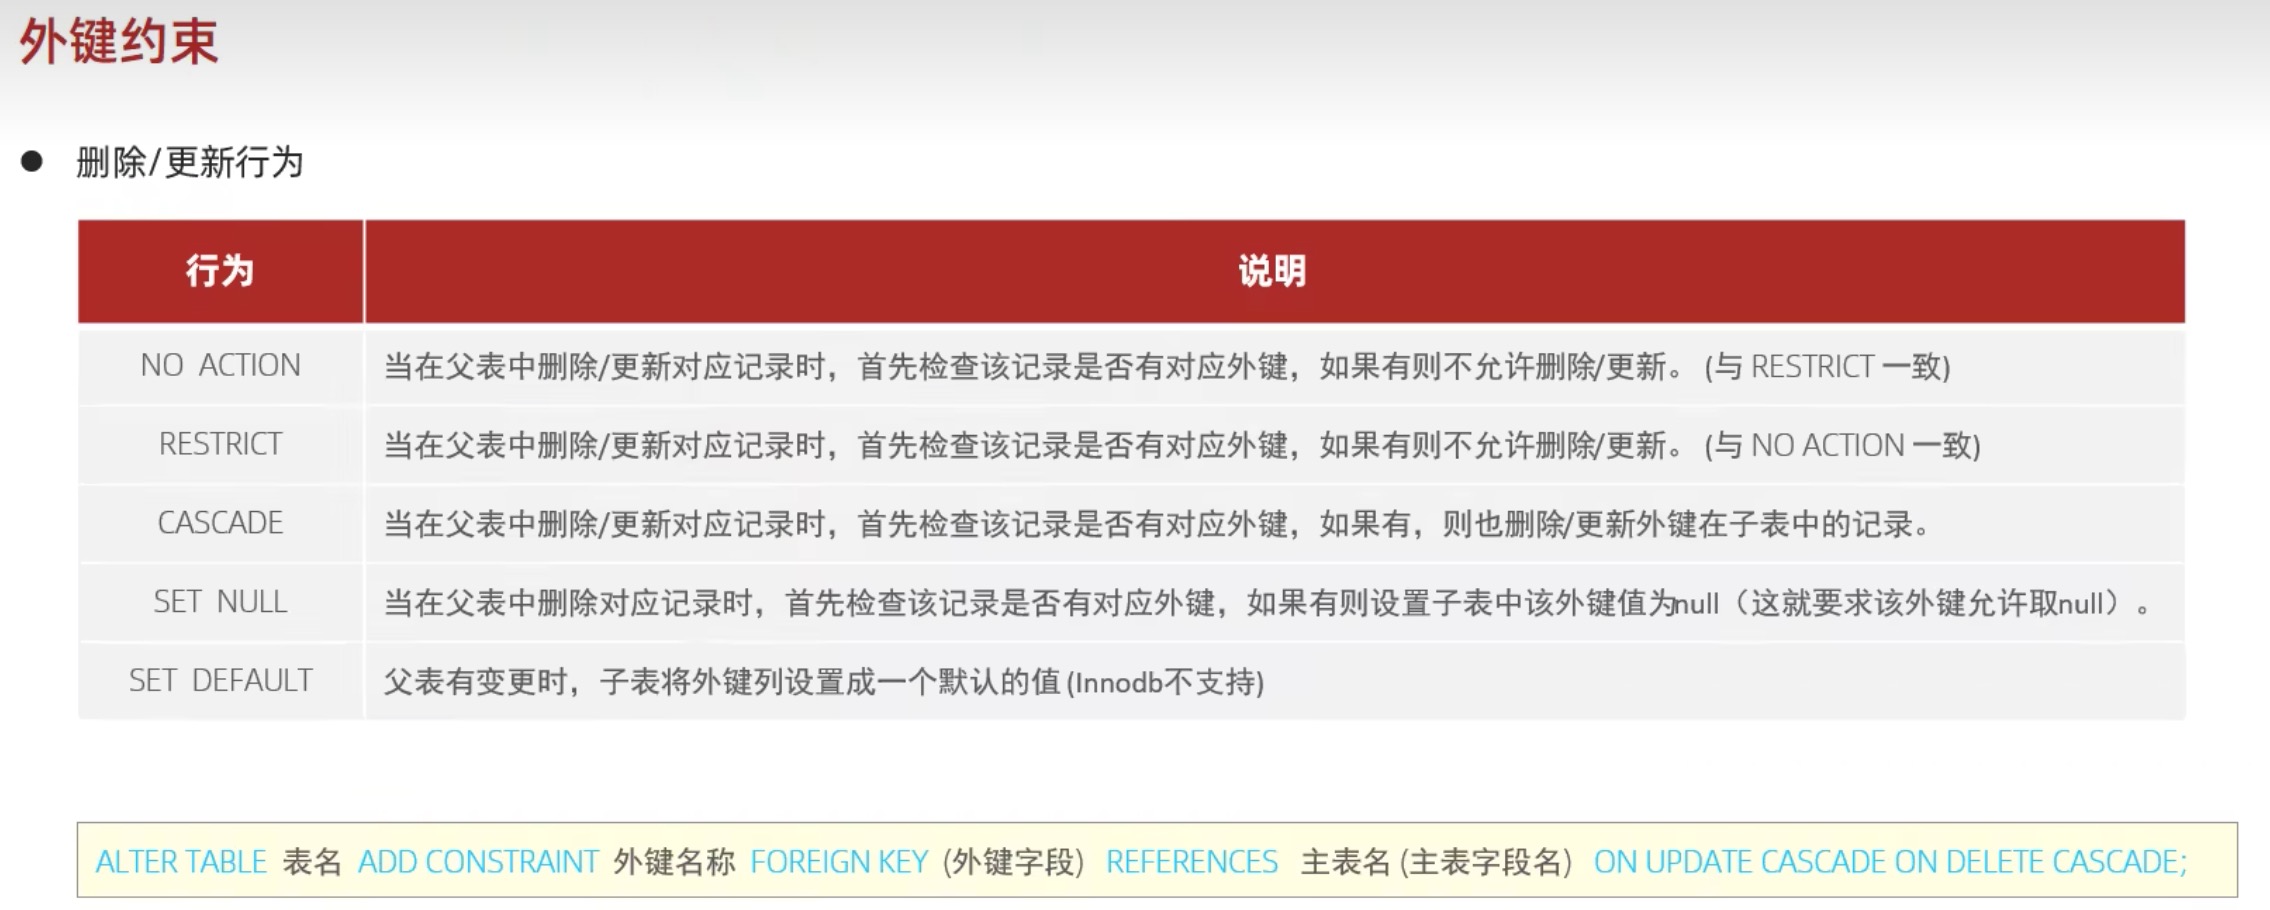 外键约束
● 删除/更新行为
行为 说明
NO ACTION 当在父表中删除/更新对应记录时，首先检查该记录是否有对应外键，如果有则不允许删除/更新。 (与 RESTRICT 一致)
RESTRICT 当在父表中删除/更新对应记录时，首先检查该记录是否有对应外键，如果有则不允许删除/更新。 (与 NO ACTION 一致)
CASCADE 当在父表中删除/更新对应记录时，首先检查该记录是否有对应外键，如果有，则也删除/更新外键在子表中的记录。
SET NULL 当在父表中删除对应记录时，首先检查该记录是否有对应外键，如果有则设置子表中该外键值为null（这就要求该外键允许取null）。
SET DEFAULT 父表有变更时，子表将外键列设置成一个默认的值 (Innodb不支持)
ALTER TABLE 表名 ADD CONSTRAINT 外键名称 FOREIGN KEY (外键字段) REFERENCES 主表名 (主表字段名) ON UPDATE CASCADE ON DELETE CASCADE;